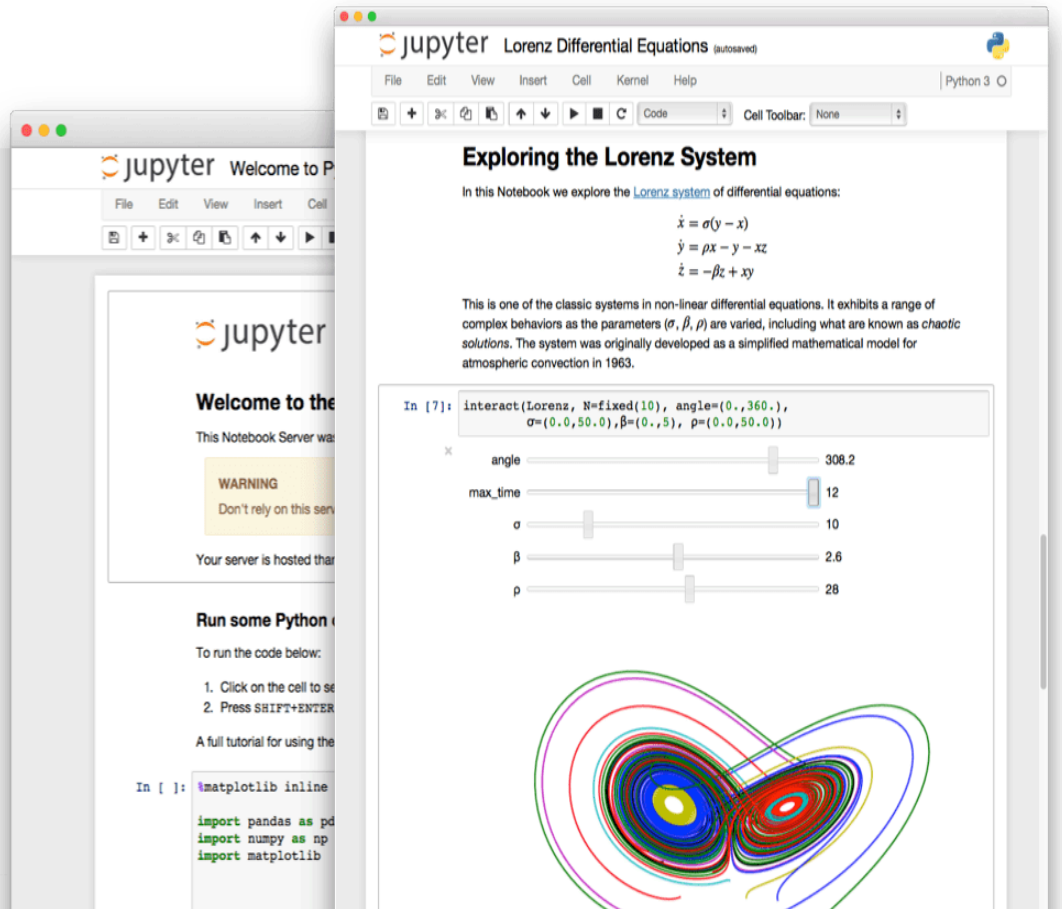 jupyter Lorenz Differential Equations (autosaved)
File Edit View Insert Cell Kernel Help Python 3
Code Cell Toolbar: None
Exploring the Lorenz System
In this Notebook we explore the Lorenz system of differential equations:
ẋ = σ(y − x)
ẏ = ρx − y − xz
ż = −βz + xy
This is one of the classic systems in non-linear differential equations. It exhibits a range of
complex behaviors as the parameters (σ, β, ρ) are varied, including what are known as chaotic
solutions. The system was originally developed as a simplified mathematical model for
atmospheric convection in 1963.
In [7]: interact(Lorenz, N=fixed(10), angle=(0.,360.),
σ=(0.0,50.0),β=(0.,5), ρ=(0.0,50.0))
angle 308.2
max_time 12
σ 10
β 2.6
ρ 28
jupyter Welcome to P
File Edit View Insert Cell
jupyter
Welcome to the
This Notebook Server was
WARNING
Don't rely on this serv
Your server is hosted than
Run some Python
To run the code below:
1. Click on the cell to se
2. Press SHIFT+ENTER
A full tutorial for using the
In [ ]: %matplotlib inline
import pandas as pd
import numpy as np
import matplotlib